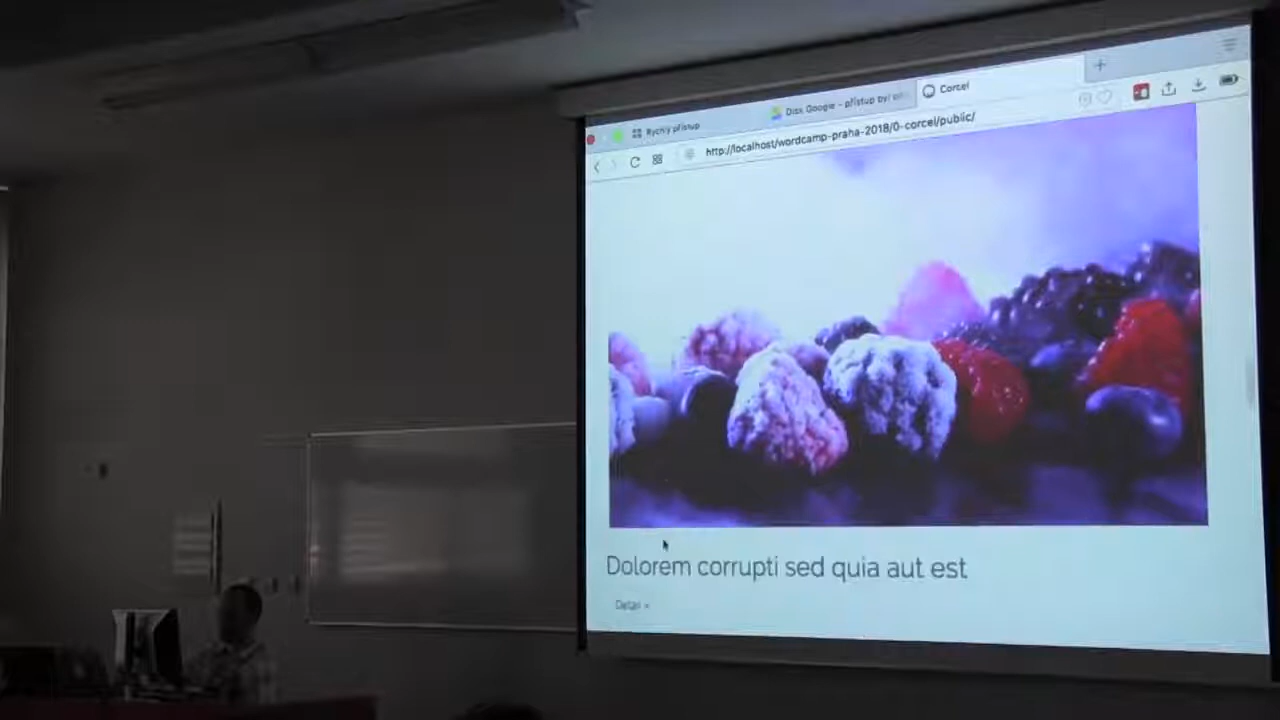 Rychlý přístup
Disk Google - přístup byl
Corcel
http://localhost/wordcamp-praha-2018/0-corcel/public/
Dolorem corrupti sed quia aut est
Detail »